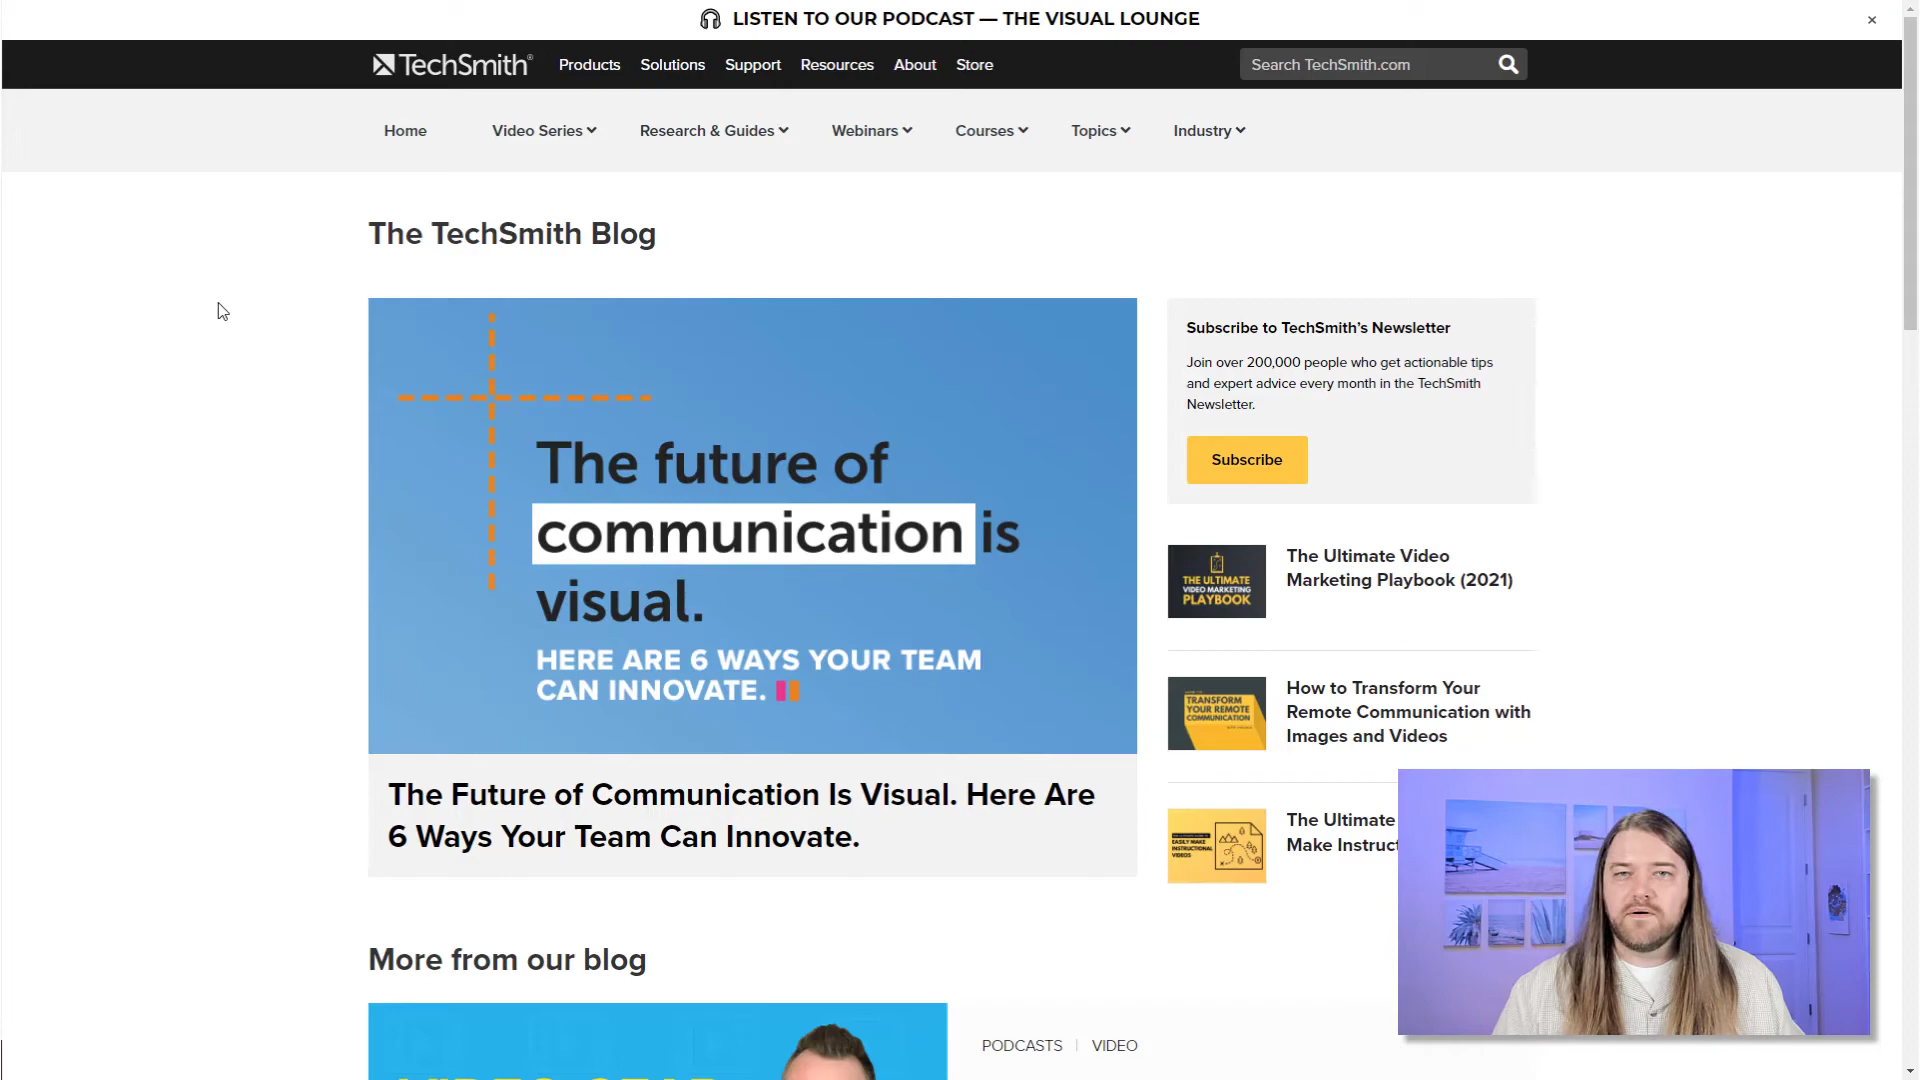 LISTEN TO OUR PODCAST — THE VISUAL LOUNGE
×
TechSmith®
Products
Solutions
Support
Resources
About
Store
Search TechSmith.com
Home
Video Series
Research & Guides
Webinars
Courses
Topics
Industry
The TechSmith Blog
The future of
communication is
visual.
HERE ARE 6 WAYS YOUR TEAM
CAN INNOVATE.
The Future of Communication Is Visual. Here Are
6 Ways Your Team Can Innovate.
Subscribe to TechSmith’s Newsletter
Join over 200,000 people who get actionable tips
and expert advice every month in the TechSmith
Newsletter.
Subscribe
THE ULTIMATE
VIDEO MARKETING
PLAYBOOK
The Ultimate Video
Marketing Playbook (2021)
TRANSFORM
YOUR REMOTE
COMMUNICATION
How to Transform Your
Remote Communication with
Images and Videos
EASILY MAKE
INSTRUCTIONAL
VIDEOS
The Ultimate
Make Instruct
More from our blog
PODCASTS | VIDEO